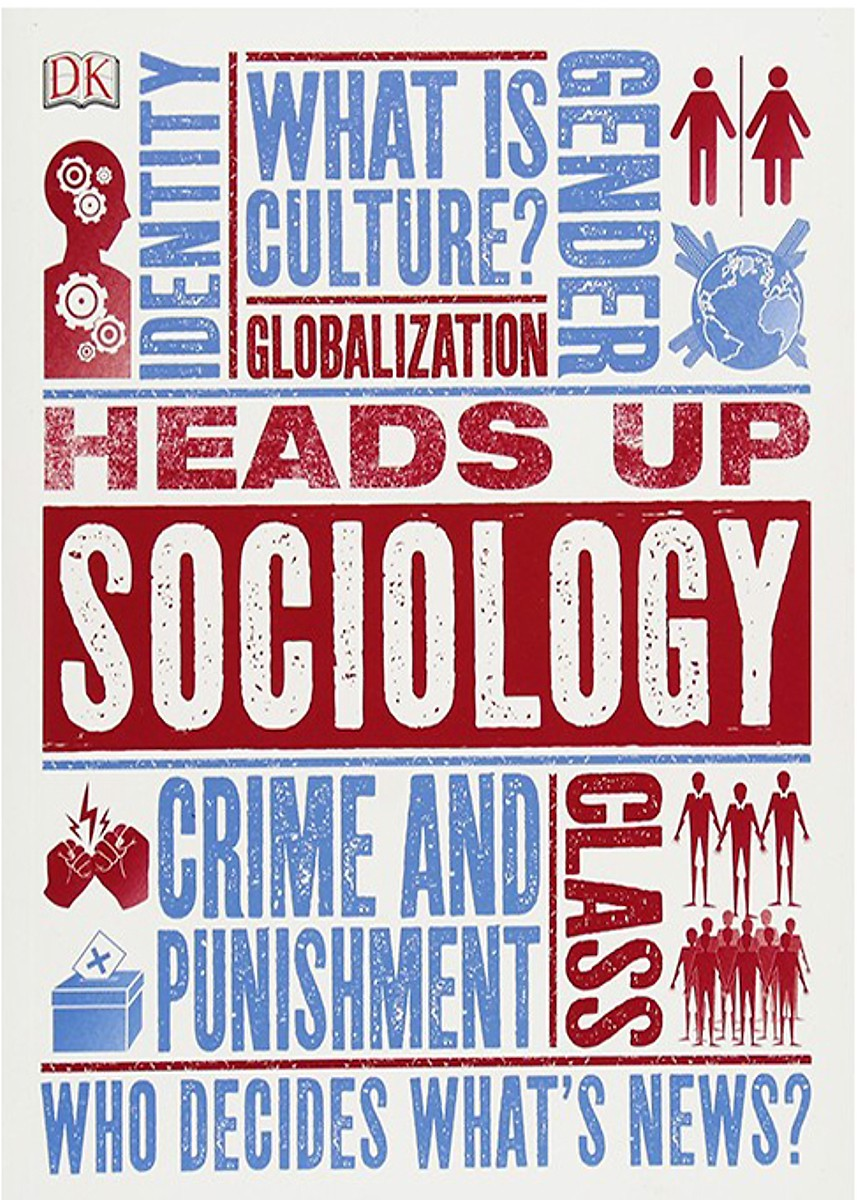 DK
IDENTITY
WHAT IS
CULTURE?
GLOBALIZATION
GENDER
HEADS UP
SOCIOLOGY
CRIME AND
PUNISHMENT
CLASS
WHO DECIDES WHAT'S NEWS?